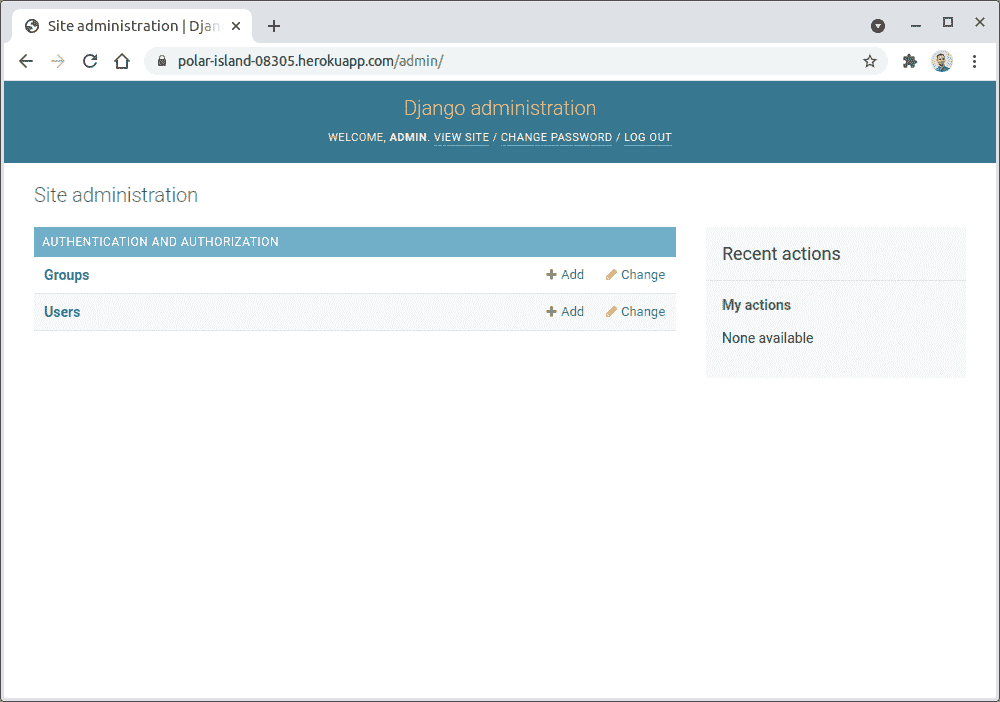 Site administration | Djan
polar-island-08305.herokuapp.com/admin/
Django administration
WELCOME, ADMIN. VIEW SITE / CHANGE PASSWORD / LOG OUT
Site administration
AUTHENTICATION AND AUTHORIZATION
Groups Add Change
Users Add Change
Recent actions
My actions
None available